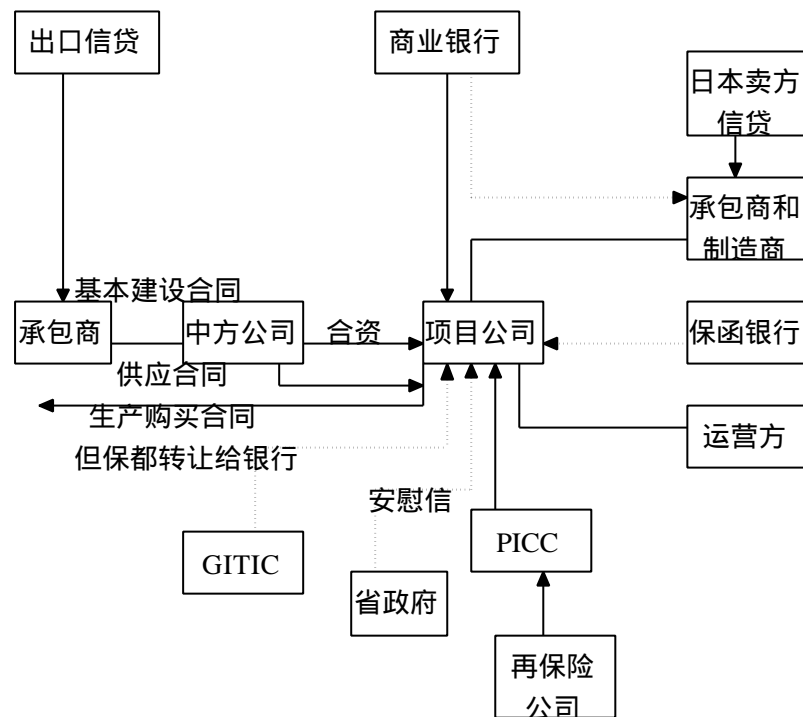 出口信贷
商业银行
日本卖方
信贷
承包商和
制造商
基本建设合同
承包商
中方公司
合资
项目公司
保函银行
供应合同
生产购买合同
但保都转让给银行
运营方
安慰信
GITIC
PICC
省政府
再保险
公司